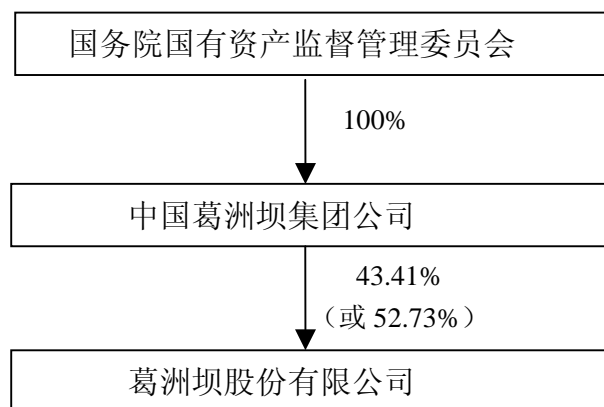 国务院国有资产监督管理委员会
100%
中国葛洲坝集团公司
43.41%
（或 52.73%）
葛洲坝股份有限公司